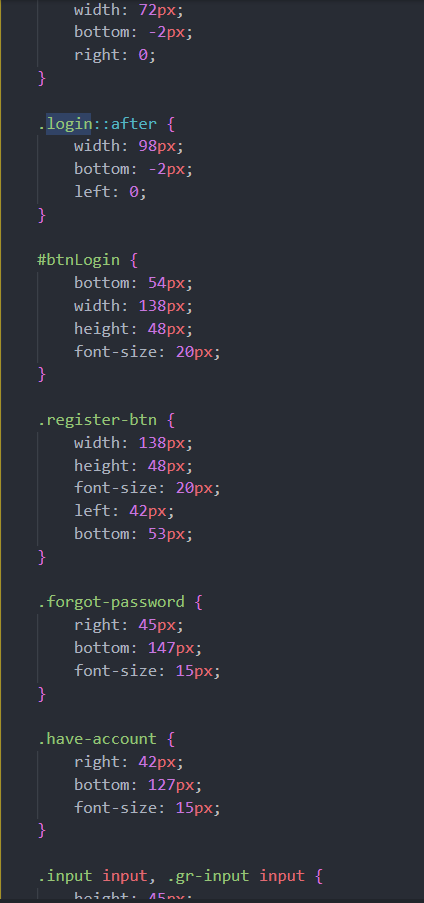 width: 72px;
bottom: -2px;
right: 0;
}
.login::after {
width: 98px;
bottom: -2px;
left: 0;
}
#btnLogin {
bottom: 54px;
width: 138px;
height: 48px;
font-size: 20px;
}
.register-btn {
width: 138px;
height: 48px;
font-size: 20px;
left: 42px;
bottom: 53px;
}
.forgot-password {
right: 45px;
bottom: 147px;
font-size: 15px;
}
.have-account {
right: 42px;
bottom: 127px;
font-size: 15px;
}
.input input, .gr-input input {
height: 45px;